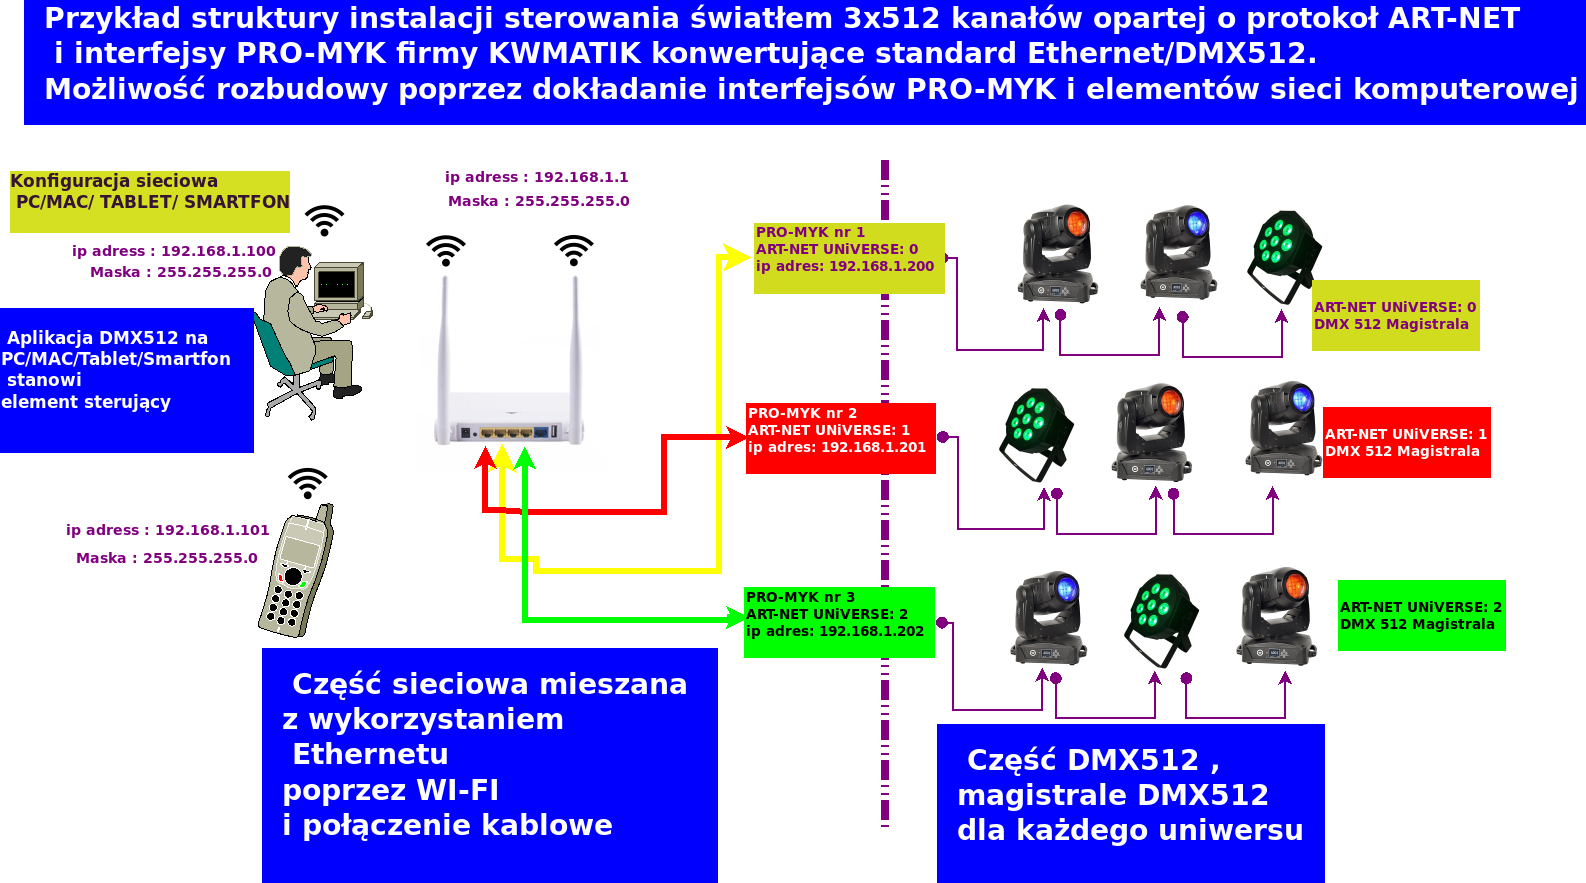 Przykład struktury instalacji sterowania światłem 3x512 kanałów opartej o protokoł ART-NET
i interfejsy PRO-MYK firmy KWMATIK konwertujące standard Ethernet/DMX512.
Możliwość rozbudowy poprzez dokładanie interfejsów PRO-MYK i elementów sieci komputerowej
Konfiguracja sieciowa
PC/MAC/ TABLET/ SMARTFON
ip adress : 192.168.1.100
Maska : 255.255.255.0
Aplikacja DMX512 na
PC/MAC/Tablet/Smartfon
stanowi
element sterujący
ip adress : 192.168.1.101
Maska : 255.255.255.0
ip adress : 192.168.1.1
Maska : 255.255.255.0
PRO-MYK nr 1
ART-NET UNiVERSE: 0
ip adres: 192.168.1.200
ART-NET UNiVERSE: 0
DMX 512 Magistrala
PRO-MYK nr 2
ART-NET UNiVERSE: 1
ip adres: 192.168.1.201
ART-NET UNiVERSE: 1
DMX 512 Magistrala
PRO-MYK nr 3
ART-NET UNiVERSE: 2
ip adres: 192.168.1.202
ART-NET UNiVERSE: 2
DMX 512 Magistrala
Część sieciowa mieszana
z wykorzystaniem
Ethernetu
poprzez WI-FI
i połączenie kablowe
Część DMX512 ,
magistrale DMX512
dla każdego uniwersu